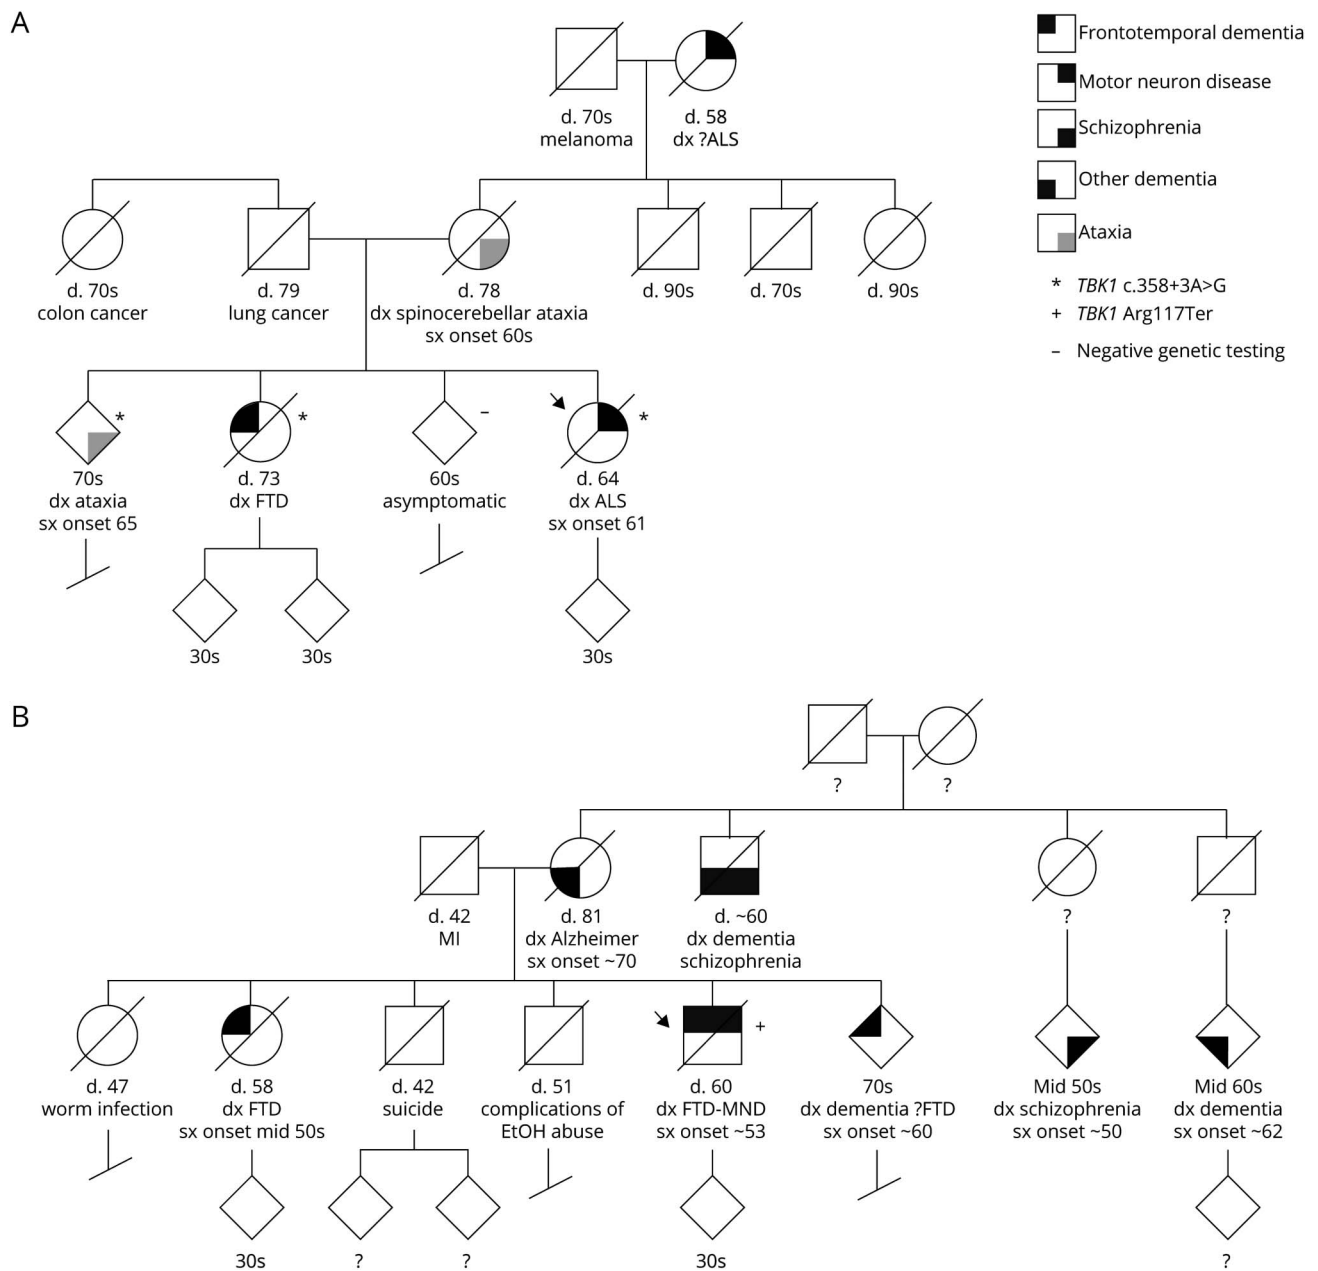 A
Frontotemporal dementia
Motor neuron disease
Schizophrenia
Other dementia
Ataxia
* TBK1 c.358+3A>G
+ TBK1 Arg117Ter
– Negative genetic testing
d. 70s
melanoma
d. 58
dx ?ALS
d. 70s
colon cancer
d. 79
lung cancer
d. 78
dx spinocerebellar ataxia
sx onset 60s
d. 90s
d. 70s
d. 90s
*
70s
dx ataxia
sx onset 65
*
d. 73
dx FTD
–
60s
asymptomatic
*
d. 64
dx ALS
sx onset 61
30s
30s
30s
B
?
?
d. 42
MI
d. 81
dx Alzheimer
sx onset ~70
d. ~60
dx dementia
schizophrenia
?
?
d. 47
worm infection
d. 58
dx FTD
sx onset mid 50s
d. 42
suicide
d. 51
complications of
EtOH abuse
+
d. 60
dx FTD-MND
sx onset ~53
70s
dx dementia ?FTD
sx onset ~60
Mid 50s
dx schizophrenia
sx onset ~50
Mid 60s
dx dementia
sx onset ~62
30s
?
?
30s
?